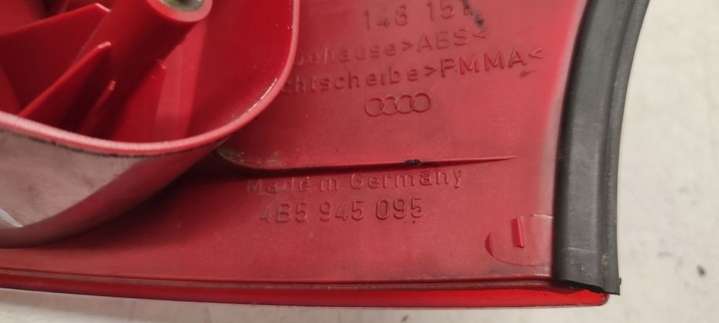 148 15
>ABS<
>PMMA<
Made in Germany
4B5 945 095